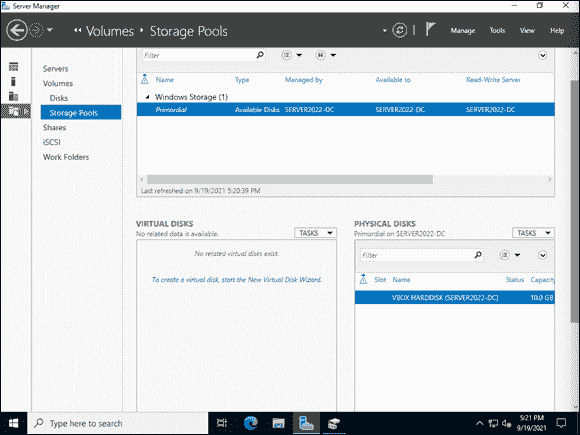 Server Manager
Volumes • Storage Pools
Manage Tools View Help
Servers
Volumes
Disks
Storage Pools
Shares
iSCSI
Work Folders
Filter
Name Type Managed by Available to Read-Write Server
Windows Storage (1)
Primordial Available Disks SERVER2022-DC SERVER2022-DC SERVER2022-DC
Last refreshed on 9/19/2021 5:20:39 PM
VIRTUAL DISKS
No related data is available.
TASKS
No related virtual disks exist.
To create a virtual disk, start the New Virtual Disk Wizard.
PHYSICAL DISKS
Primordial on SERVER2022-DC
TASKS
Filter
Slot Name Status Capacity
VBOX HARDDISK (SERVER2022-DC) 10.0 GB
Type here to search
5:21 PM
9/19/2021